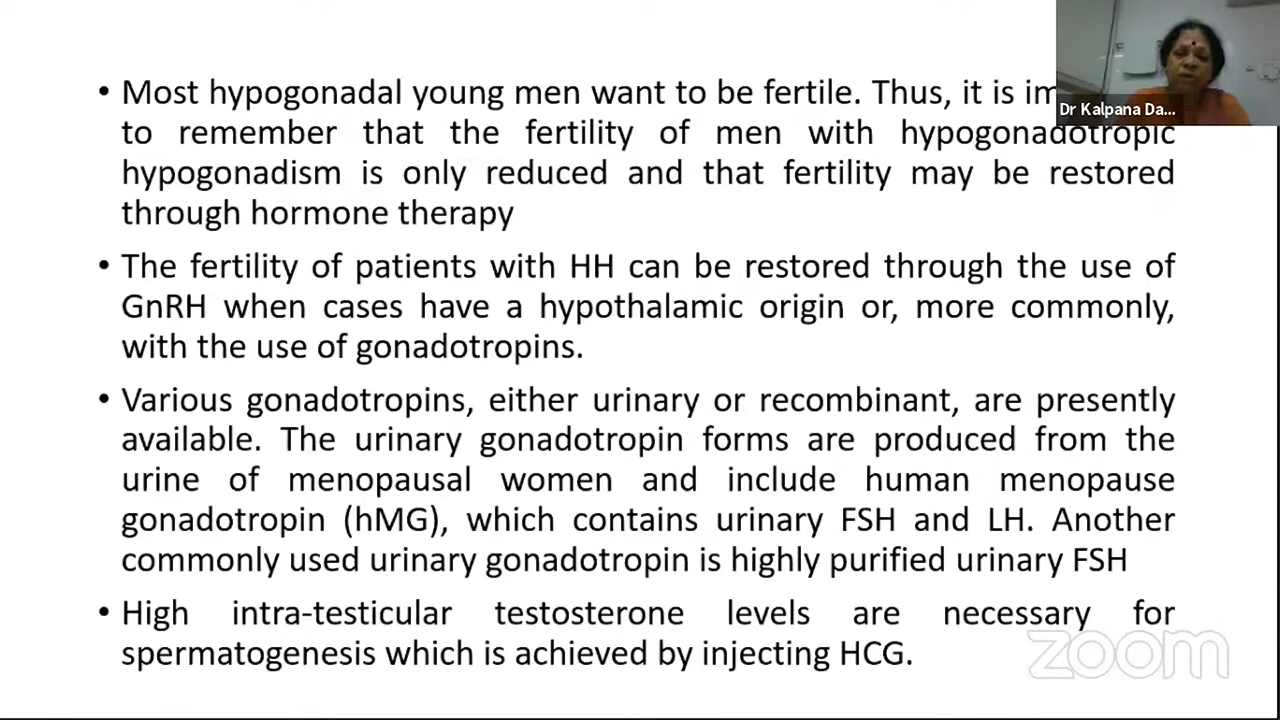 • Most hypogonadal young men want to be fertile. Thus, it is
to remember that the fertility of men with hypogonadotropic
hypogonadism is only reduced and that fertility may be restored
through hormone therapy
• The fertility of patients with HH can be restored through the use of
GnRH when cases have a hypothalamic origin or, more commonly,
with the use of gonadotropins.
• Various gonadotropins, either urinary or recombinant, are presently
available. The urinary gonadotropin forms are produced from the
urine of menopausal women and include human menopause
gonadotropin (hMG), which contains urinary FSH and LH. Another
commonly used urinary gonadotropin is highly purified urinary FSH
• High intra-testicular testosterone levels are necessary for
spermatogenesis which is achieved by injecting HCG.
Dr Kalpana Da...
zoom